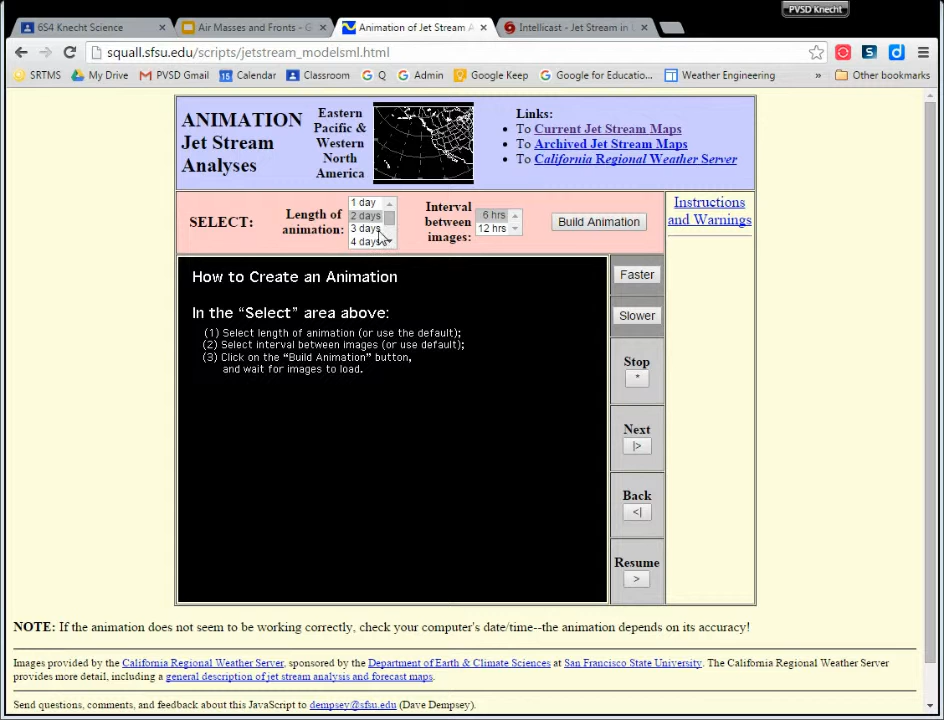 PVSD Knecht
6S4 Knecht Science
Air Masses and Fronts - G
Animation of Jet Stream A
Intellicast - Jet Stream in U
squall.sfsu.edu/scripts/jetstream_modelsml.html
SRTMS
My Drive
PVSD Gmail
15 Calendar
Classroom
G Q
Admin
Google Keep
Google for Educatio...
Weather Engineering
»
Other bookmarks
ANIMATION
Jet Stream
Analyses
Eastern
Pacific &
Western
North
America
Links:
• To Current Jet Stream Maps
• To Archived Jet Stream Maps
• To California Regional Weather Server
SELECT:
Length of
animation:
1 day
2 days
3 days
4 days
Interval
between
images:
6 hrs
12 hrs
Build Animation
Instructions
and Warnings
How to Create an Animation
In the “Select” area above:
(1) Select length of animation (or use the default);
(2) Select interval between images (or use default);
(3) Click on the “Build Animation” button,
and wait for images to load.
Faster
Slower
Stop
*
Next
|>
Back
<|
Resume
>
NOTE: If the animation does not seem to be working correctly, check your computer's date/time--the animation depends on its accuracy!
Images provided by the California Regional Weather Server, sponsored by the Department of Earth & Climate Sciences at San Francisco State University. The California Regional Weather Server
provides more detail, including a general description of jet stream analysis and forecast maps.
Send questions, comments, and feedback about this JavaScript to dempsey@sfsu.edu (Dave Dempsey).